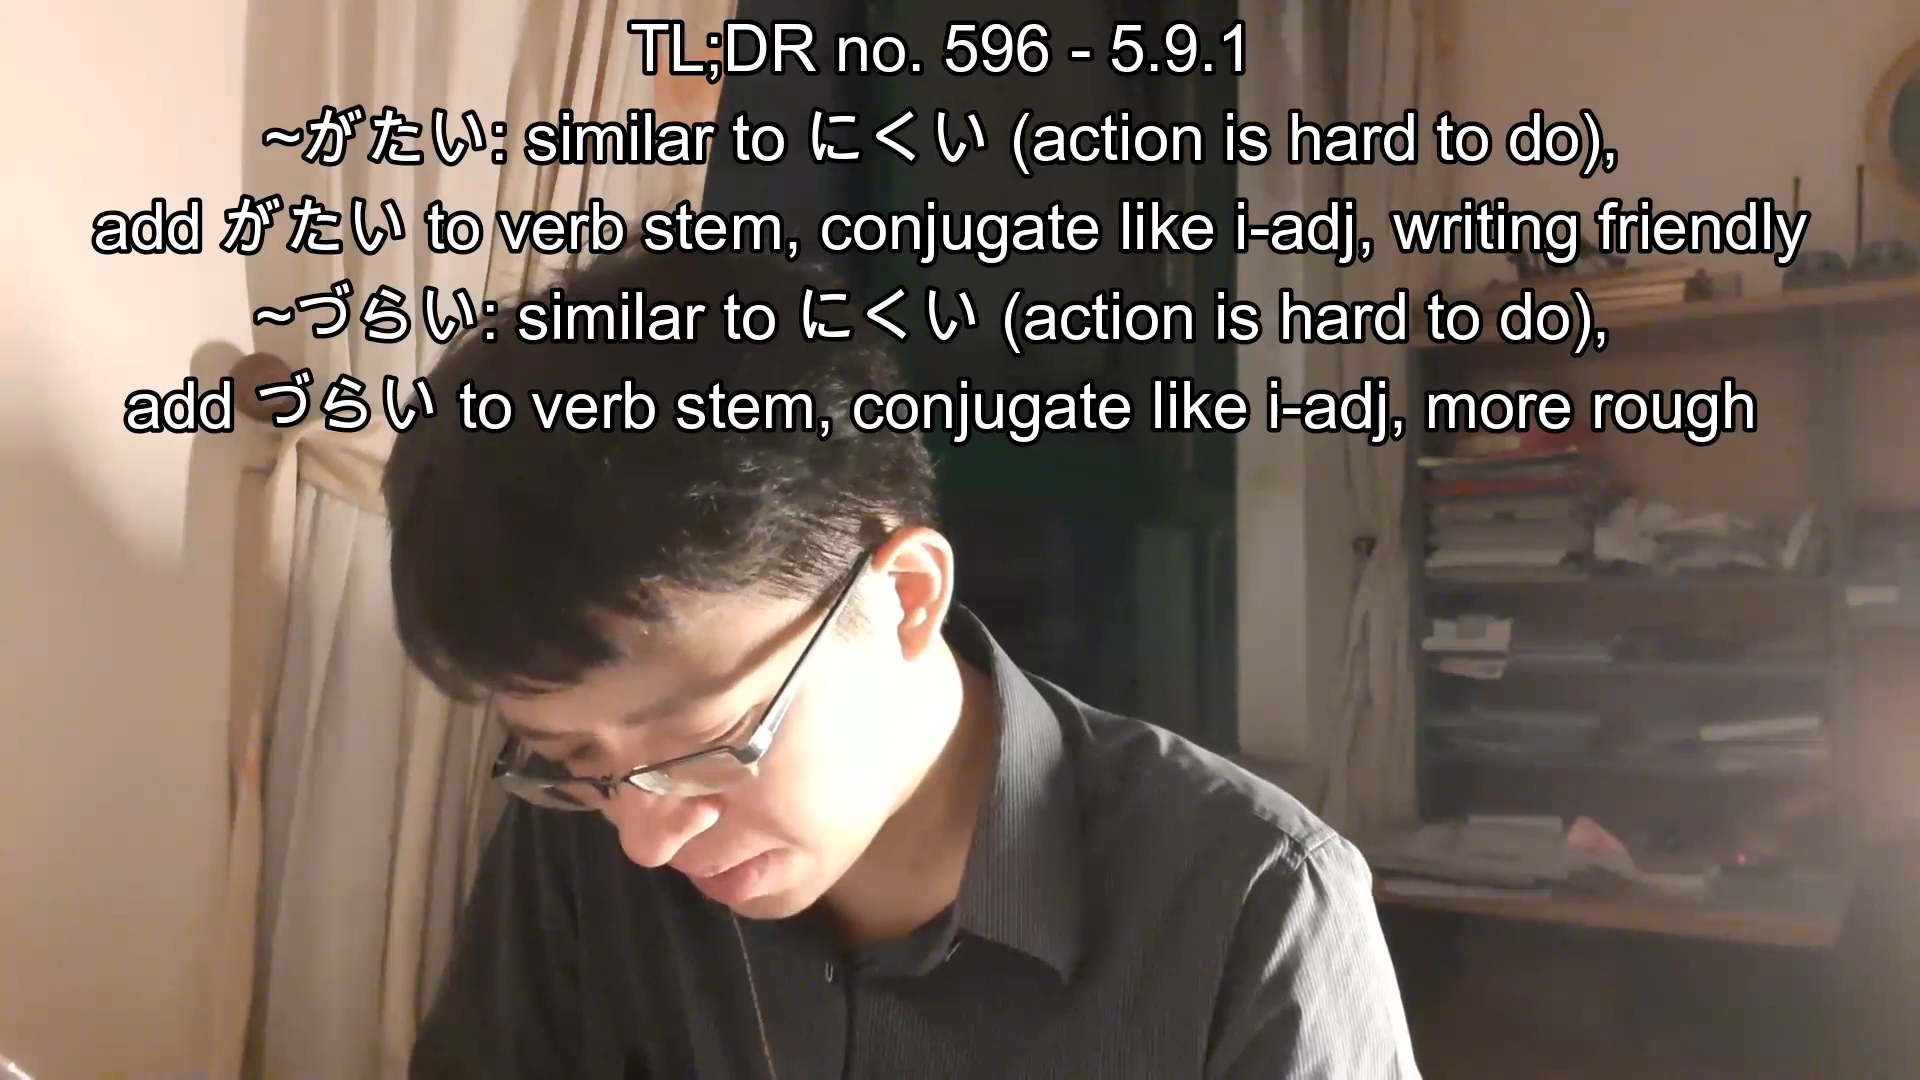 TL;DR no. 596 - 5.9.1
~がたい: similar to にくい (action is hard to do),
add がたい to verb stem, conjugate like i-adj, writing friendly
~づらい: similar to にくい (action is hard to do),
add づらい to verb stem, conjugate like i-adj, more rough